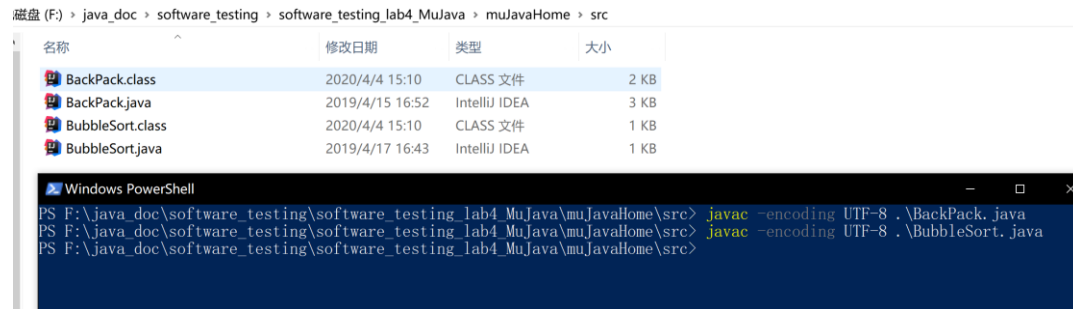 磁盘 (F:) › java_doc › software_testing › software_testing_lab4_MuJava › muJavaHome › src
名称 修改日期 类型 大小
BackPack.class 2020/4/4 15:10 CLASS 文件 2 KB
BackPack.java 2019/4/15 16:52 IntelliJ IDEA 3 KB
BubbleSort.class 2020/4/4 15:10 CLASS 文件 1 KB
BubbleSort.java 2019/4/17 16:43 IntelliJ IDEA 1 KB
Windows PowerShell
PS F:\java_doc\software_testing\software_testing_lab4_MuJava\muJavaHome\src> javac -encoding UTF-8 .\BackPack.java
PS F:\java_doc\software_testing\software_testing_lab4_MuJava\muJavaHome\src> javac -encoding UTF-8 .\BubbleSort.java
PS F:\java_doc\software_testing\software_testing_lab4_MuJava\muJavaHome\src>